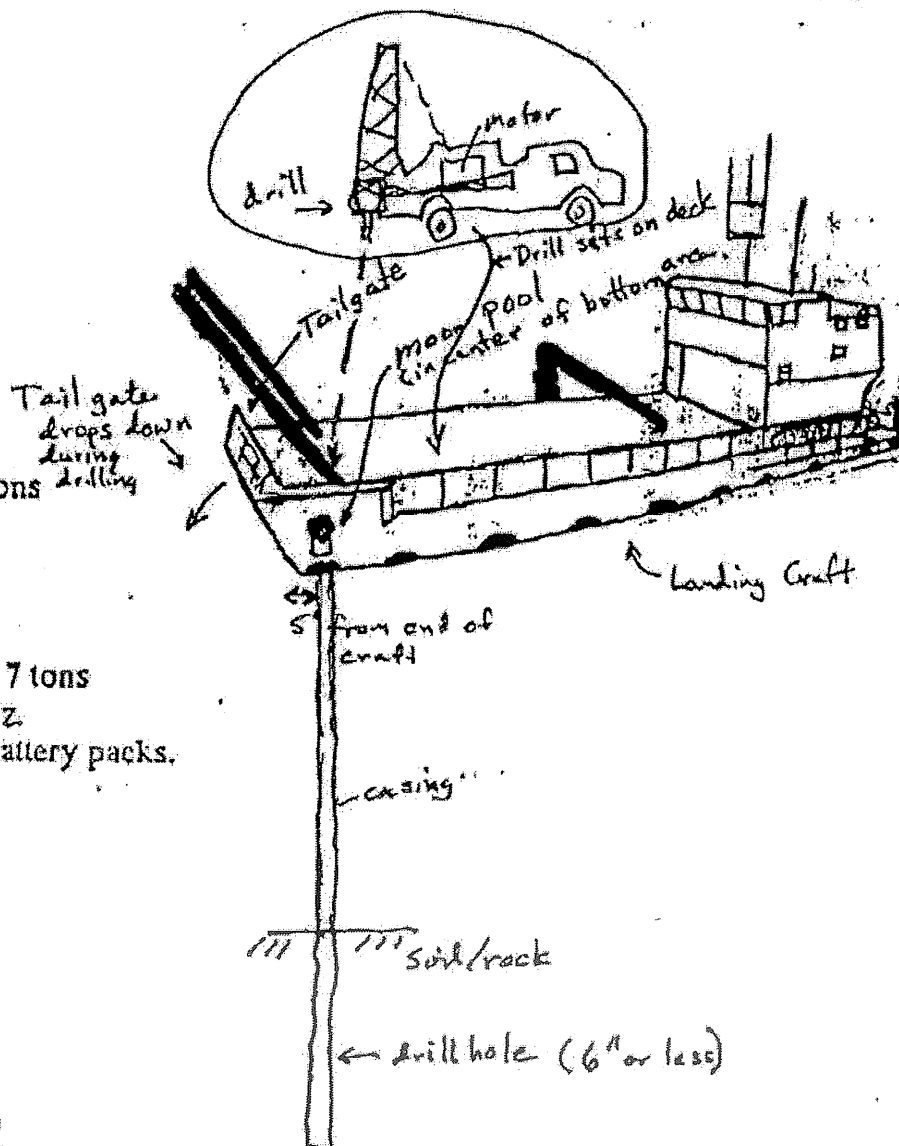 motor
drill
Drill sets on deck
Tailgate
moon pool
(in center of bottom area.
Tail gate
drops down
during
drilling
ons
Landing Craft
5' from end of
craft
7 tons
z
attery packs.
casing
Soil/rock
drill hole (6" or less)